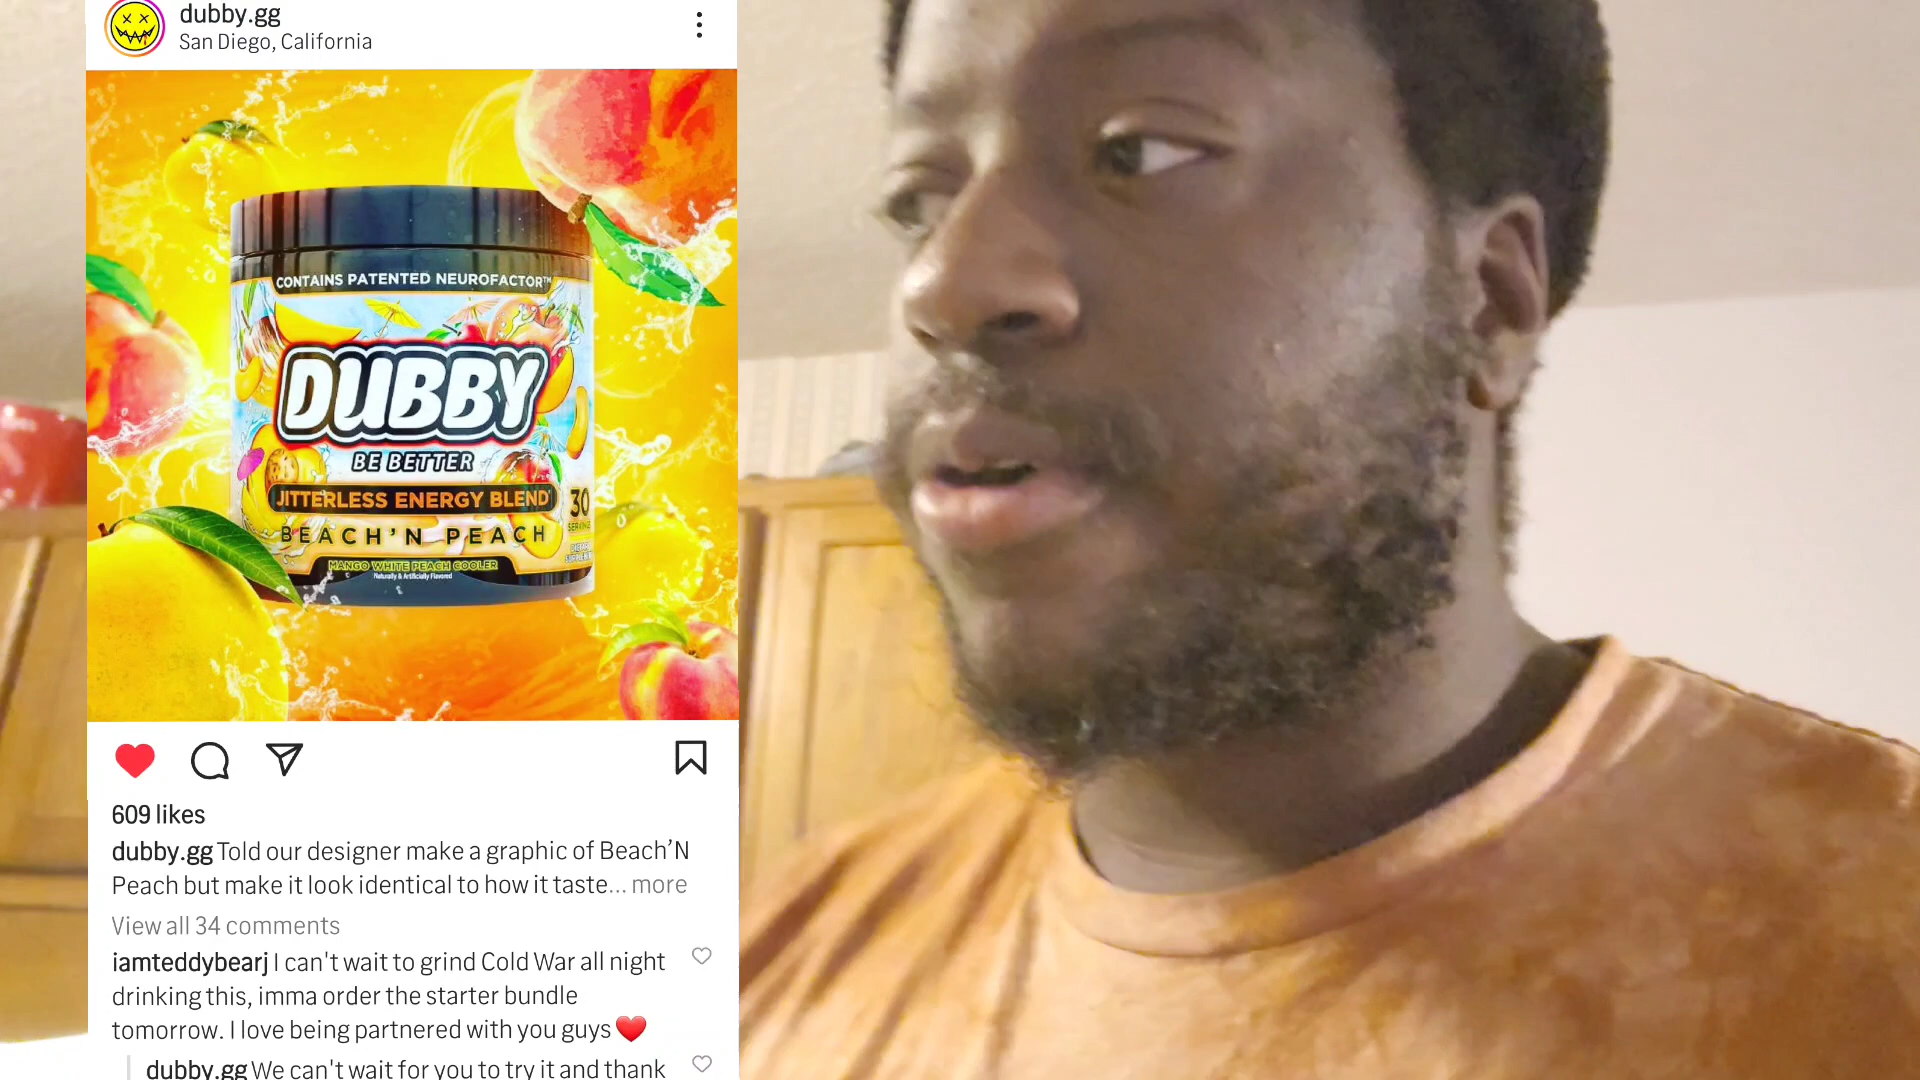 dubby.gg
San Diego, California
CONTAINS PATENTED NEUROFACTOR™
DUBBY
BE BETTER
JITTERLESS ENERGY BLEND
30
BEACH'N PEACH
MANGO WHITE PEACH COOLER
Naturally & Artificially Flavored
609 likes
dubby.gg Told our designer make a graphic of Beach’N
Peach but make it look identical to how it taste... more
View all 34 comments
iamteddybearj I can't wait to grind Cold War all night
drinking this, imma order the starter bundle
tomorrow. I love being partnered with you guys ❤️
dubby.gg We can't wait for you to try it and thank